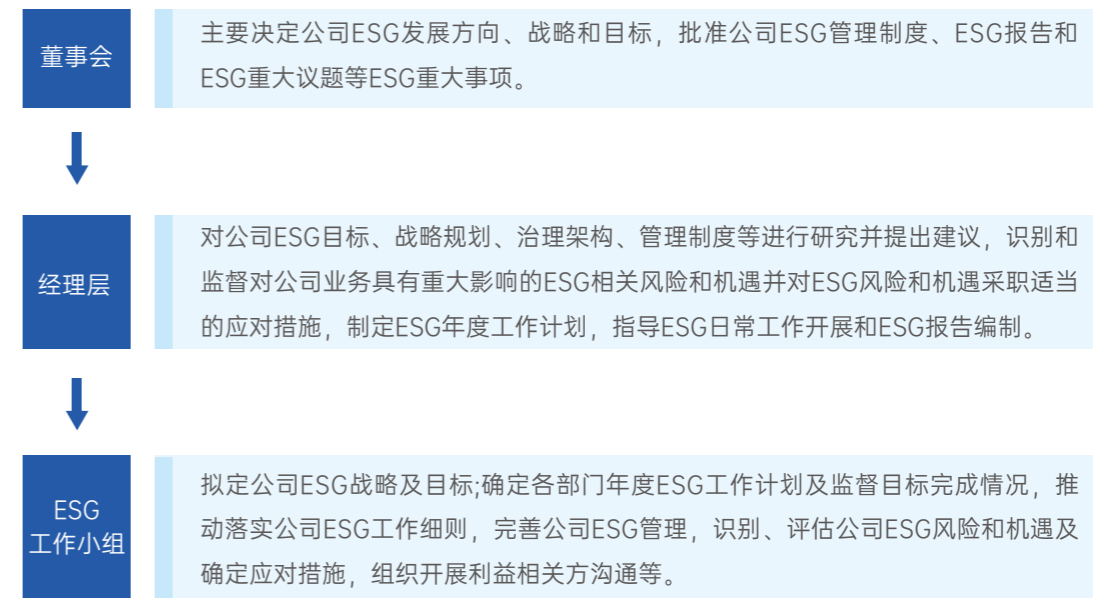 董事会
主要决定公司ESG发展方向、战略和目标，批准公司ESG管理制度、ESG报告和
ESG重大议题等ESG重大事项。
经理层
对公司ESG目标、战略规划、治理架构、管理制度等进行研究并提出建议，识别和
监督对公司业务具有重大影响的ESG相关风险和机遇并对ESG风险和机遇采职适当
的应对措施，制定ESG年度工作计划，指导ESG日常工作开展和ESG报告编制。
ESG
工作小组
拟定公司ESG战略及目标;确定各部门年度ESG工作计划及监督目标完成情况，推
动落实公司ESG工作细则，完善公司ESG管理，识别、评估公司ESG风险和机遇及
确定应对措施，组织开展利益相关方沟通等。